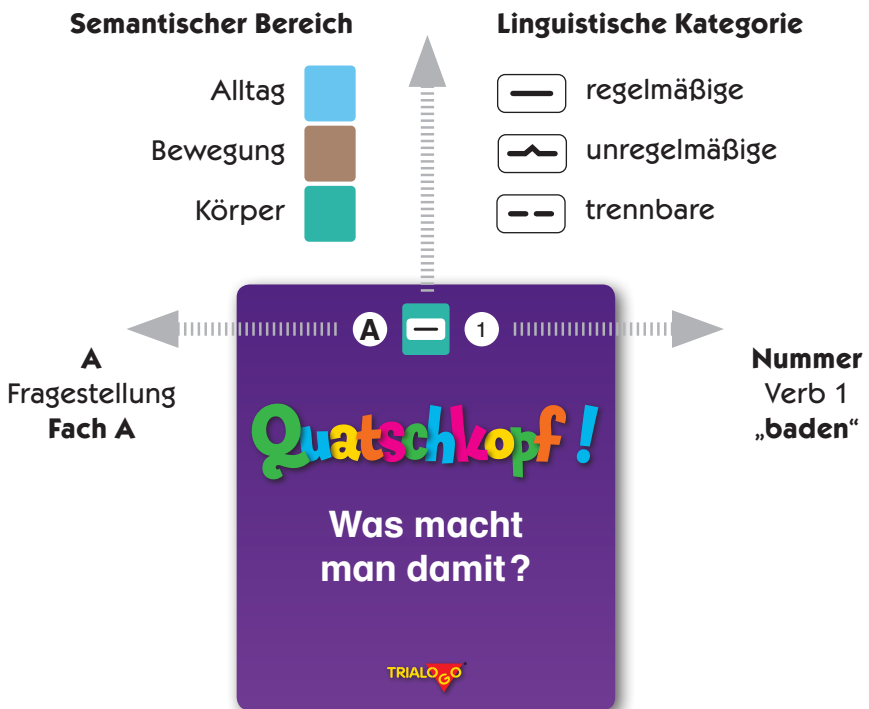 Semantischer Bereich
Alltag
Bewegung
Körper
Linguistische Kategorie
regelmäßige
unregelmäßige
trennbare
A
Fragestellung
Fach A
A
1
Nummer
Verb 1
„baden“
Quatschkopf!
Was macht
man damit?
TRIALOGO